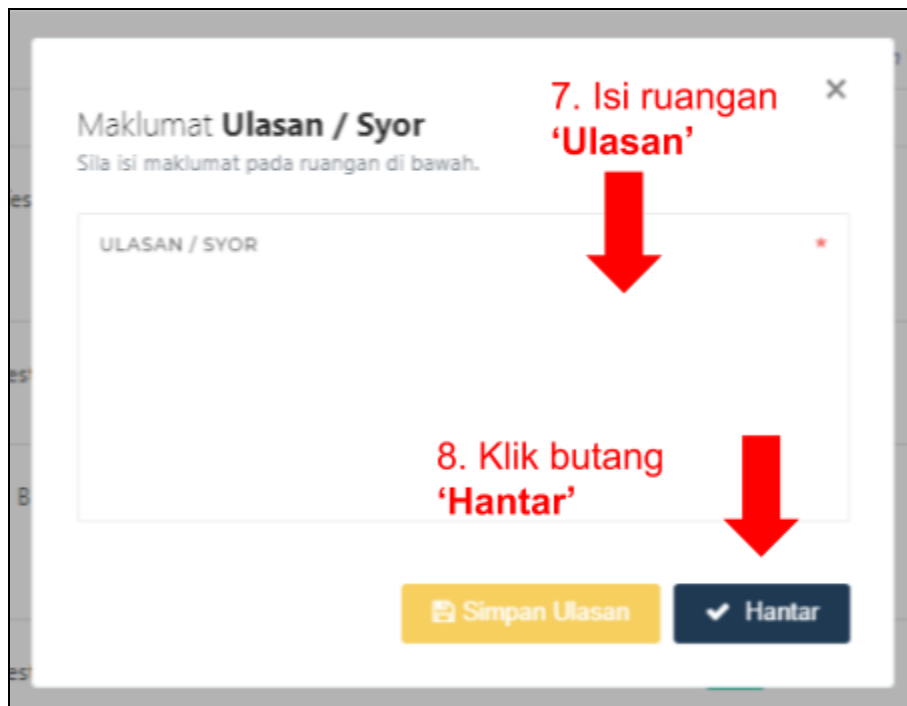 7. Isi ruangan
‘Ulasan’
×
Maklumat Ulasan / Syor
Sila isi maklumat pada ruangan di bawah.
ULASAN / SYOR *
8. Klik butang
‘Hantar’
Simpan Ulasan
Hantar